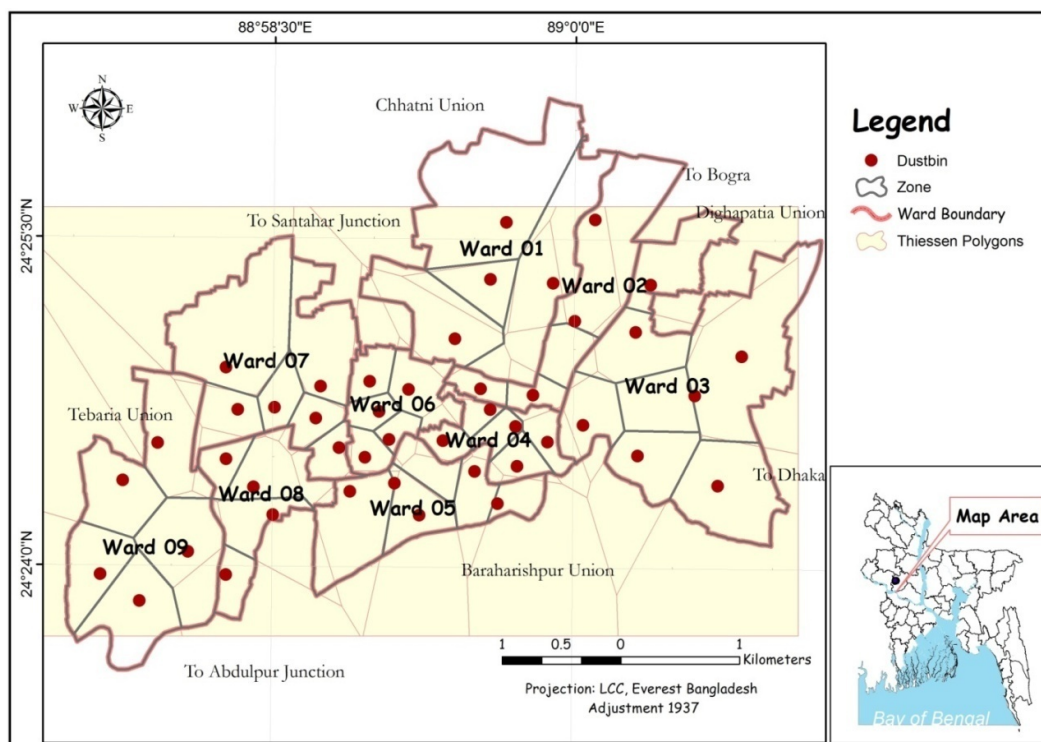 88°58'30"E
89°0'0"E
N
W
E
S
Chhatni Union
To Bogra
Dighapatia Union
To Santahar Junction
24°25'30"N
Ward 01
Ward 02
Ward 07
Ward 03
Ward 06
Tebaria Union
Ward 04
To Dhaka
Ward 08
Ward 05
Ward 09
24°24'0"N
Baraharishpur Union
To Abdulpur Junction
1 0.5 0 1
Kilometers
Projection: LCC, Everest Bangladesh
Adjustment 1937
Legend
Dustbin
Zone
Ward Boundary
Thiessen Polygons
Map Area
Bay of Bengal